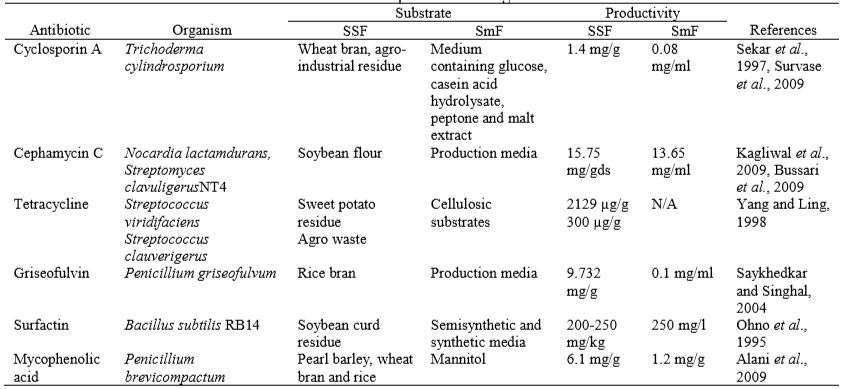 Substrate Productivity
Antibiotic Organism SSF SmF SSF SmF References
Cyclosporin A Trichoderma Wheat bran, agro- Medium 1.4 mg/g 0.08 Sekar et al.,
cylindrosporium industrial residue containing glucose, mg/ml 1997, Survase
casein acid et al., 2009
hydrolysate,
peptone and malt
extract
Cephamycin C Nocardia lactamdurans, Soybean flour Production media 15.75 13.65 Kagliwal et al.,
Streptomyces mg/gds mg/ml 2009, Bussari
clavuligerusNT4 et al., 2009
Tetracycline Streptococcus Sweet potato Cellulosic 2129 µg/g N/A Yang and Ling,
viridifaciens residue substrates 300 µg/g 1998
Streptococcus Agro waste
clauverigerus
Griseofulvin Penicillium griseofulvum Rice bran Production media 9.732 0.1 mg/ml Saykhedkar
mg/g and Singhal,
2004
Surfactin Bacillus subtilis RB14 Soybean curd Semisynthetic and 200-250 250 mg/l Ohno et al.,
residue synthetic media mg/kg 1995
Mycophenolic Penicillium Pearl barley, wheat Mannitol 6.1 mg/g 1.2 mg/g Alani et al.,
acid brevicompactum bran and rice 2009